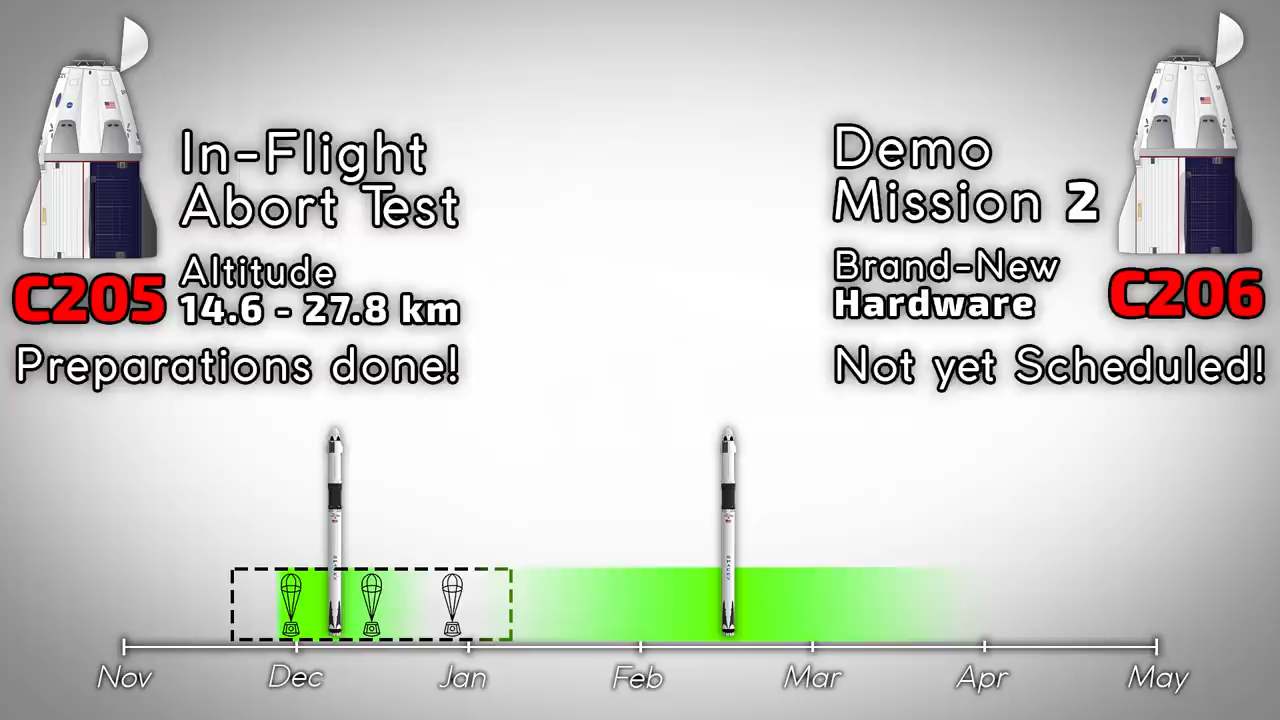 In-Flight
Abort Test
Altitude
14.6 - 27.8 km
C205
Preparations done!
Demo
Mission 2
Brand-New
Hardware
C206
Not yet Scheduled!
Nov
Dec
Jan
Feb
Mar
Apr
May